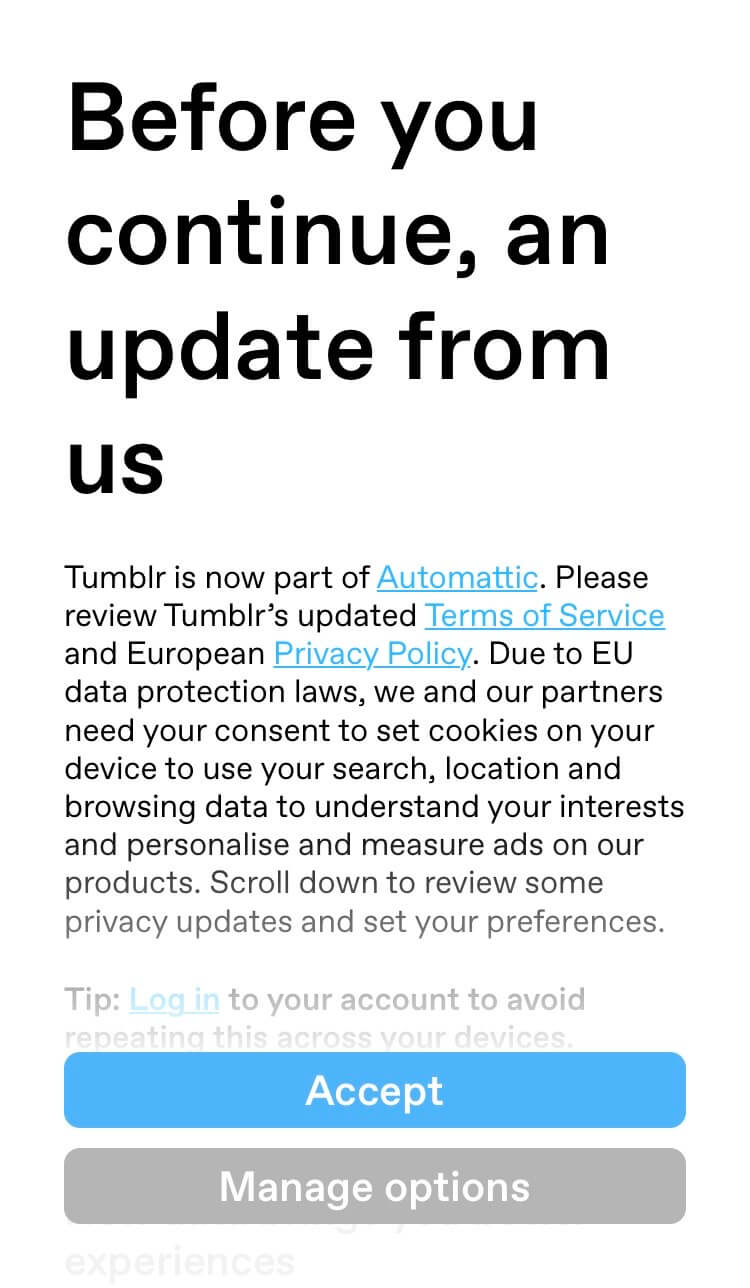 Before you
continue, an
update from
us
Tumblr is now part of Automattic. Please
review Tumblr’s updated Terms of Service
and European Privacy Policy. Due to EU
data protection laws, we and our partners
need your consent to set cookies on your
device to use your search, location and
browsing data to understand your interests
and personalise and measure ads on our
products. Scroll down to review some
privacy updates and set your preferences.
Tip: Log in to your account to avoid
repeating this across your devices.
Accept
Manage options
experiences